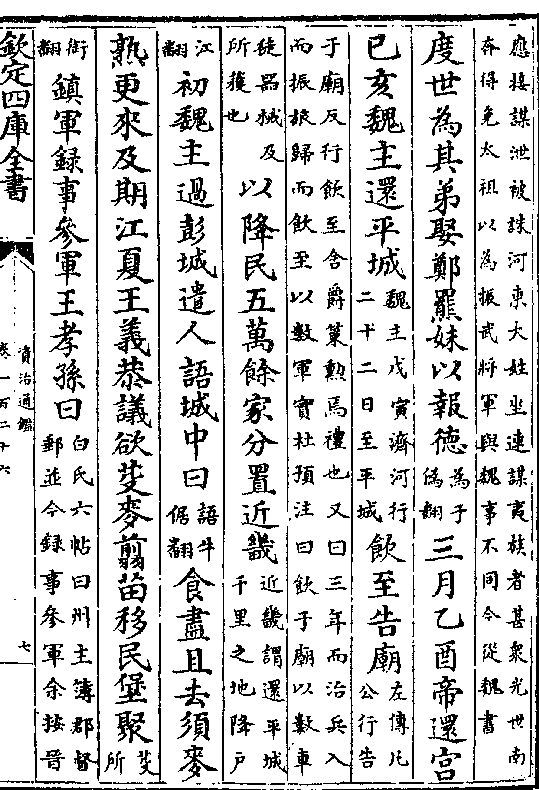 應接謀泄被誅河東大姓坐連謀夷族者甚衆光世南
奔得免太祖以為振武將軍與魏事不同今從魏書
度世為其弟娶鄭羆妹以報德為于偽翻三月乙酉帝還宮
己亥魏主還平城魏主戊寅濟河行二十二日至平城飲至告廟左傳凡公行告
于廟反行飲至舍爵策勳焉禮也又曰三年而治兵入
而振旅歸而飲至以數軍實杜預注曰飲于廟以數車
徒器械及所獲也以降民五萬餘家分置近畿近畿謂還平城千里之地降戶
江翻初魏主過彭城遣人語城中曰語牛倨翻食盡且去須麥
熟更來及期江夏王義恭議欲芟麥翦苗移民堡聚芟所
銜翻鎮軍録事參軍王孝孫曰白氏六帖曰州主簿郡督郵並今録事參軍余按晉
欽定四庫全書
資治通鑑
卷一百二十六
七